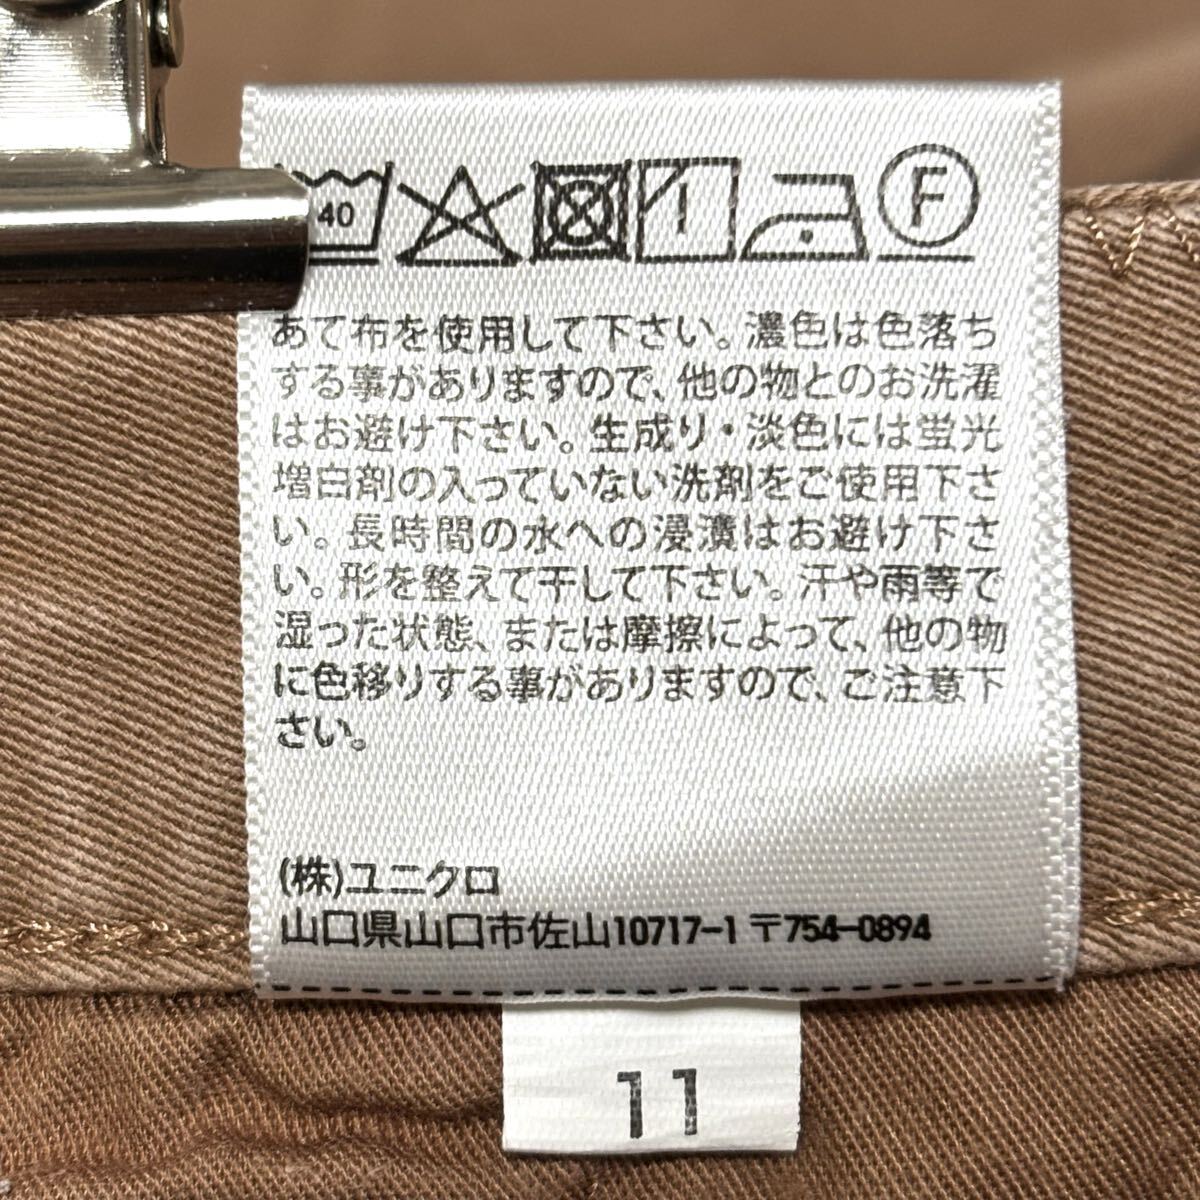 40
F
あて布を使用して下さい。濃色は色落ち
する事がありますので、他の物とのお洗濯
はお避け下さい。生成り・淡色には蛍光
増白剤の入っていない洗剤をご使用下さ
い。長時間の水への浸漬はお避け下さ
い。形を整えて干して下さい。汗や雨等で
湿った状態、または摩擦によって、他の物
に色移りする事がありますので、ご注意下
さい。
(株)ユニクロ
山口県山口市佐山10717-1 〒754-0894
11